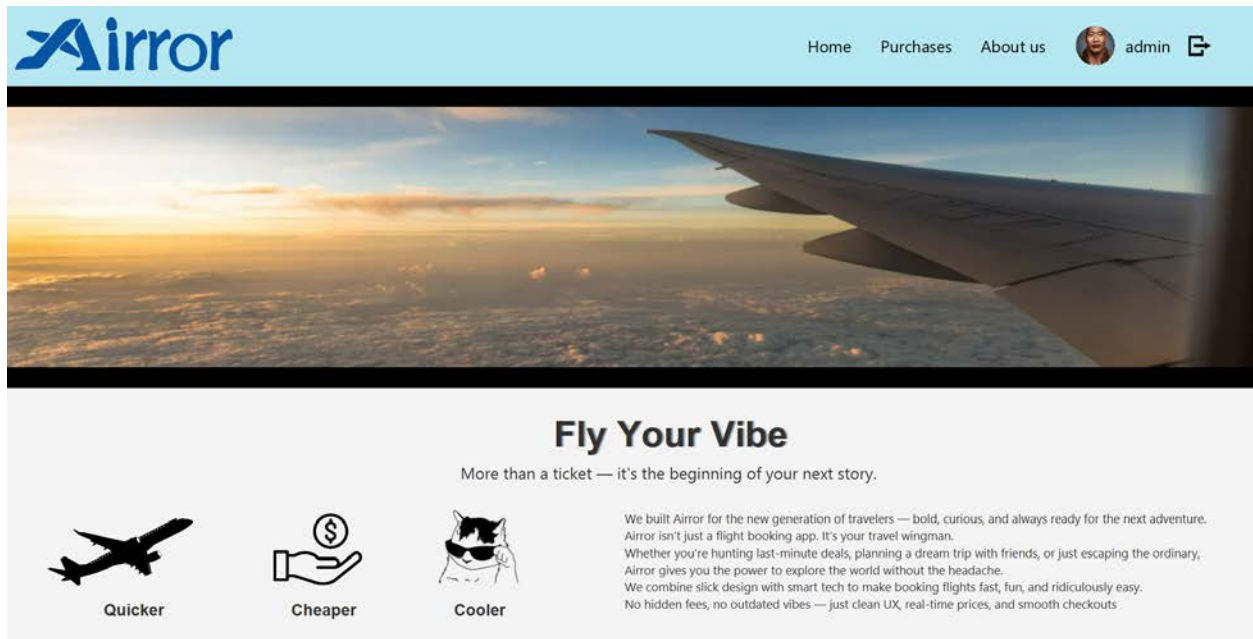 Airror
Home Purchases About us admin
Fly Your Vibe
More than a ticket — it's the beginning of your next story.
Quicker
Cheaper
Cooler
We built Airror for the new generation of travelers — bold, curious, and always ready for the next adventure.
Airror isn't just a flight booking app. It's your travel wingman.
Whether you're hunting last-minute deals, planning a dream trip with friends, or just escaping the ordinary,
Airror gives you the power to explore the world without the headache.
We combine slick design with smart tech to make booking flights fast, fun, and ridiculously easy.
No hidden fees, no outdated vibes — just clean UX, real-time prices, and smooth checkouts